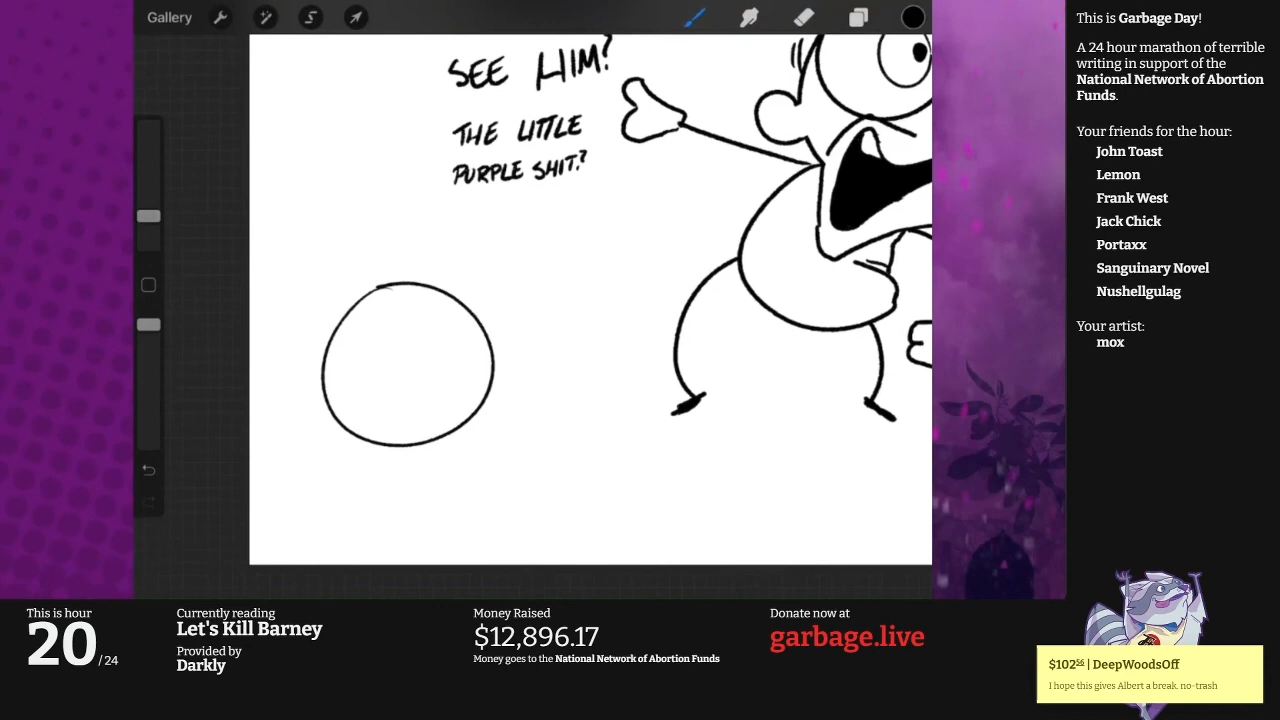 Gallery
SEE HIM?
THE LITTLE
PURPLE SHIT?
This is Garbage Day!
A 24 hour marathon of terrible
writing in support of the
National Network of Abortion
Funds.
Your friends for the hour:
John Toast
Lemon
Frank West
Jack Chick
Portaxx
Sanguinary Novel
Nushellgulag
Your artist:
mox
This is hour
20/24
Currently reading
Let's Kill Barney
Provided by
Darkly
Money Raised
$12,896.17
Money goes to the National Network of Abortion Funds
Donate now at
garbage.live
$102⁵⁶ | DeepWoodsOff
I hope this gives Albert a break. no-trash